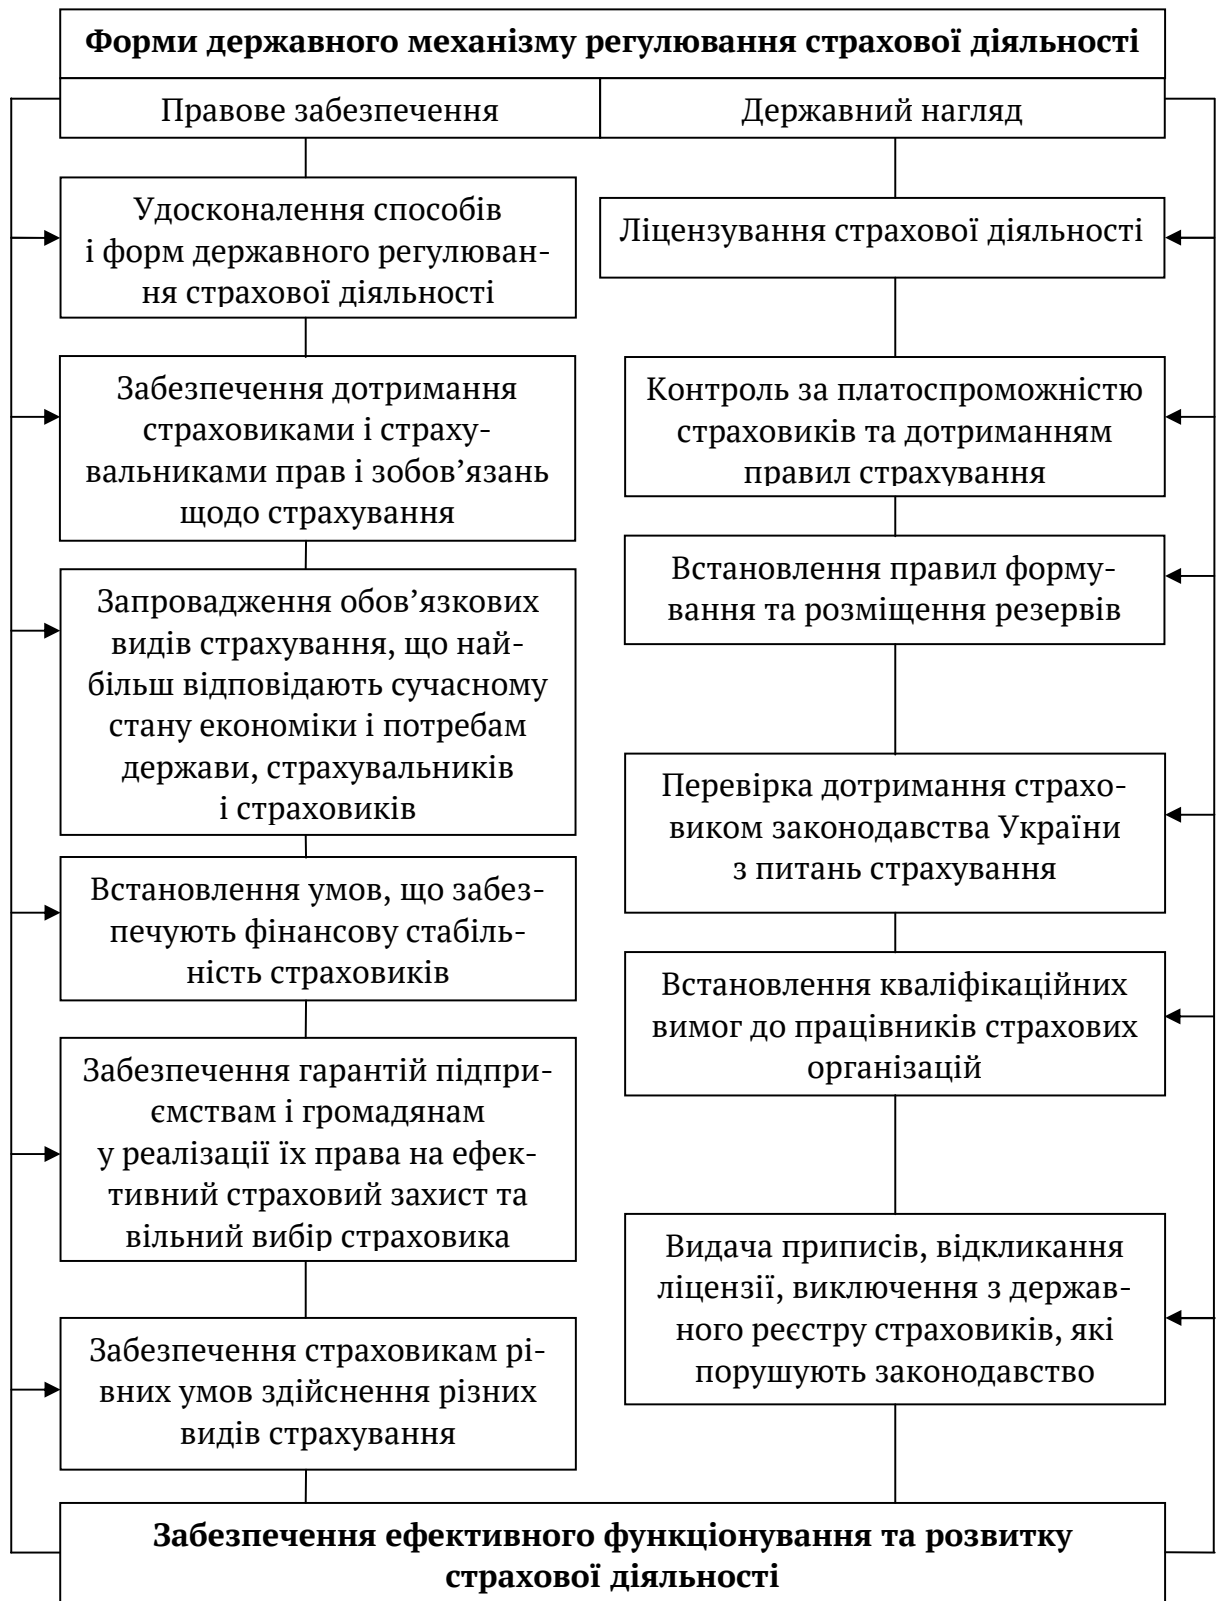 Форми державного механізму регулювання страхової діяльності
Правове забезпечення
Державний нагляд
Удосконалення способів
і форм державного регулюван-
ня страхової діяльності
Забезпечення дотримання
страховиками і страху-
вальниками прав і зобов’язань
щодо страхування
Запровадження обов’язкових
видів страхування, що най-
більш відповідають сучасному
стану економіки і потребам
держави, страхувальників
і страховиків
Встановлення умов, що забез-
печують фінансову стабіль-
ність страховиків
Забезпечення гарантій підпри-
ємствам і громадянам
у реалізації їх права на ефек-
тивний страховий захист та
вільний вибір страховика
Забезпечення страховикам рі-
вних умов здійснення різних
видів страхування
Ліцензування страхової діяльності
Контроль за платоспроможністю
страховиків та дотриманням
правил страхування
Встановлення правил форму-
вання та розміщення резервів
Перевірка дотримання страхо-
виком законодавства України
з питань страхування
Встановлення кваліфікаційних
вимог до працівників страхових
організацій
Видача приписів, відкликання
ліцензії, виключення з держав-
ного реєстру страховиків, які
порушують законодавство
Забезпечення ефективного функціонування та розвитку
страхової діяльності